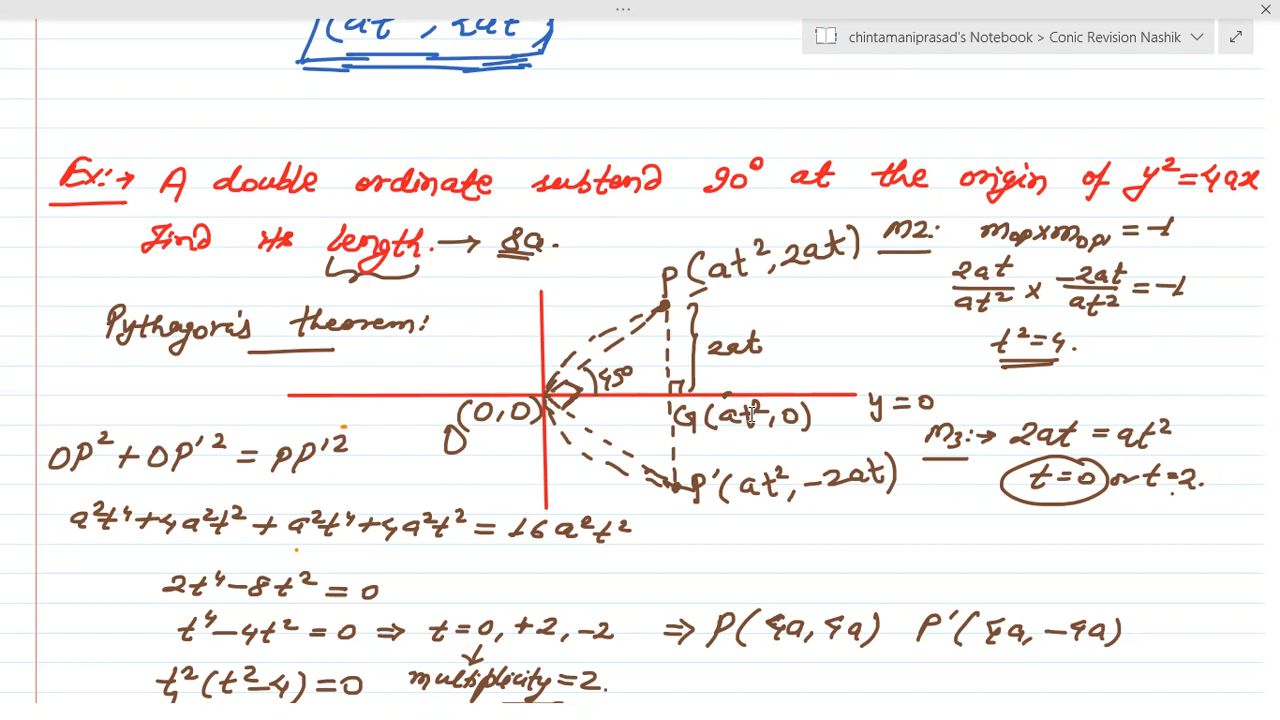 chintamaniprasad's Notebook > Conic Revision Nashik
(at², 2at)
Ex:→ A double ordinate subtend 90° at the origin of y²=4ax
Find its length. → 8a.
M2: m_OP × m_OP' = -1
P(at², 2at)
2at/at² × -2at/at² = -1
Pythagora's theorem:
t²=4.
2at
45°
(0,0)
O
G(at², 0)
y=0
M3:→ 2at = at²
OP² + OP'² = PP'²
P'(at², -2at)
t=0 or t=2.
a²t⁴+4a²t² + a²t⁴+4a²t² = 16a²t²
2t⁴-8t² = 0
t⁴-4t² = 0 ⇒ t=0, +2, -2 ⇒ P(4a, 4a) P'(4a, -4a)
t²(t²-4)=0 multiplicity=2.